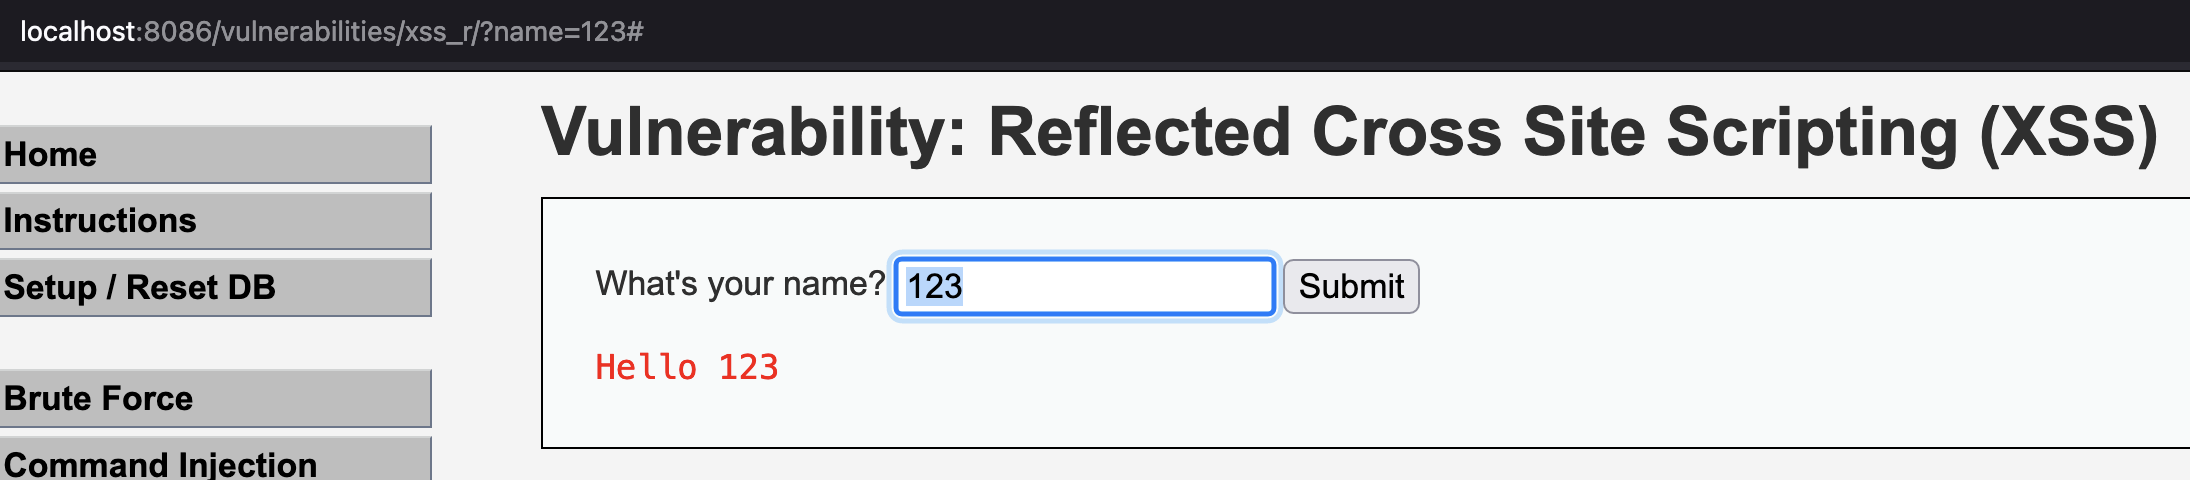 localhost:8086/vulnerabilities/xss_r/?name=123#
Vulnerability: Reflected Cross Site Scripting (XSS)
Home
Instructions
Setup / Reset DB
Brute Force
Command Injection
What's your name? 123 Submit
Hello 123